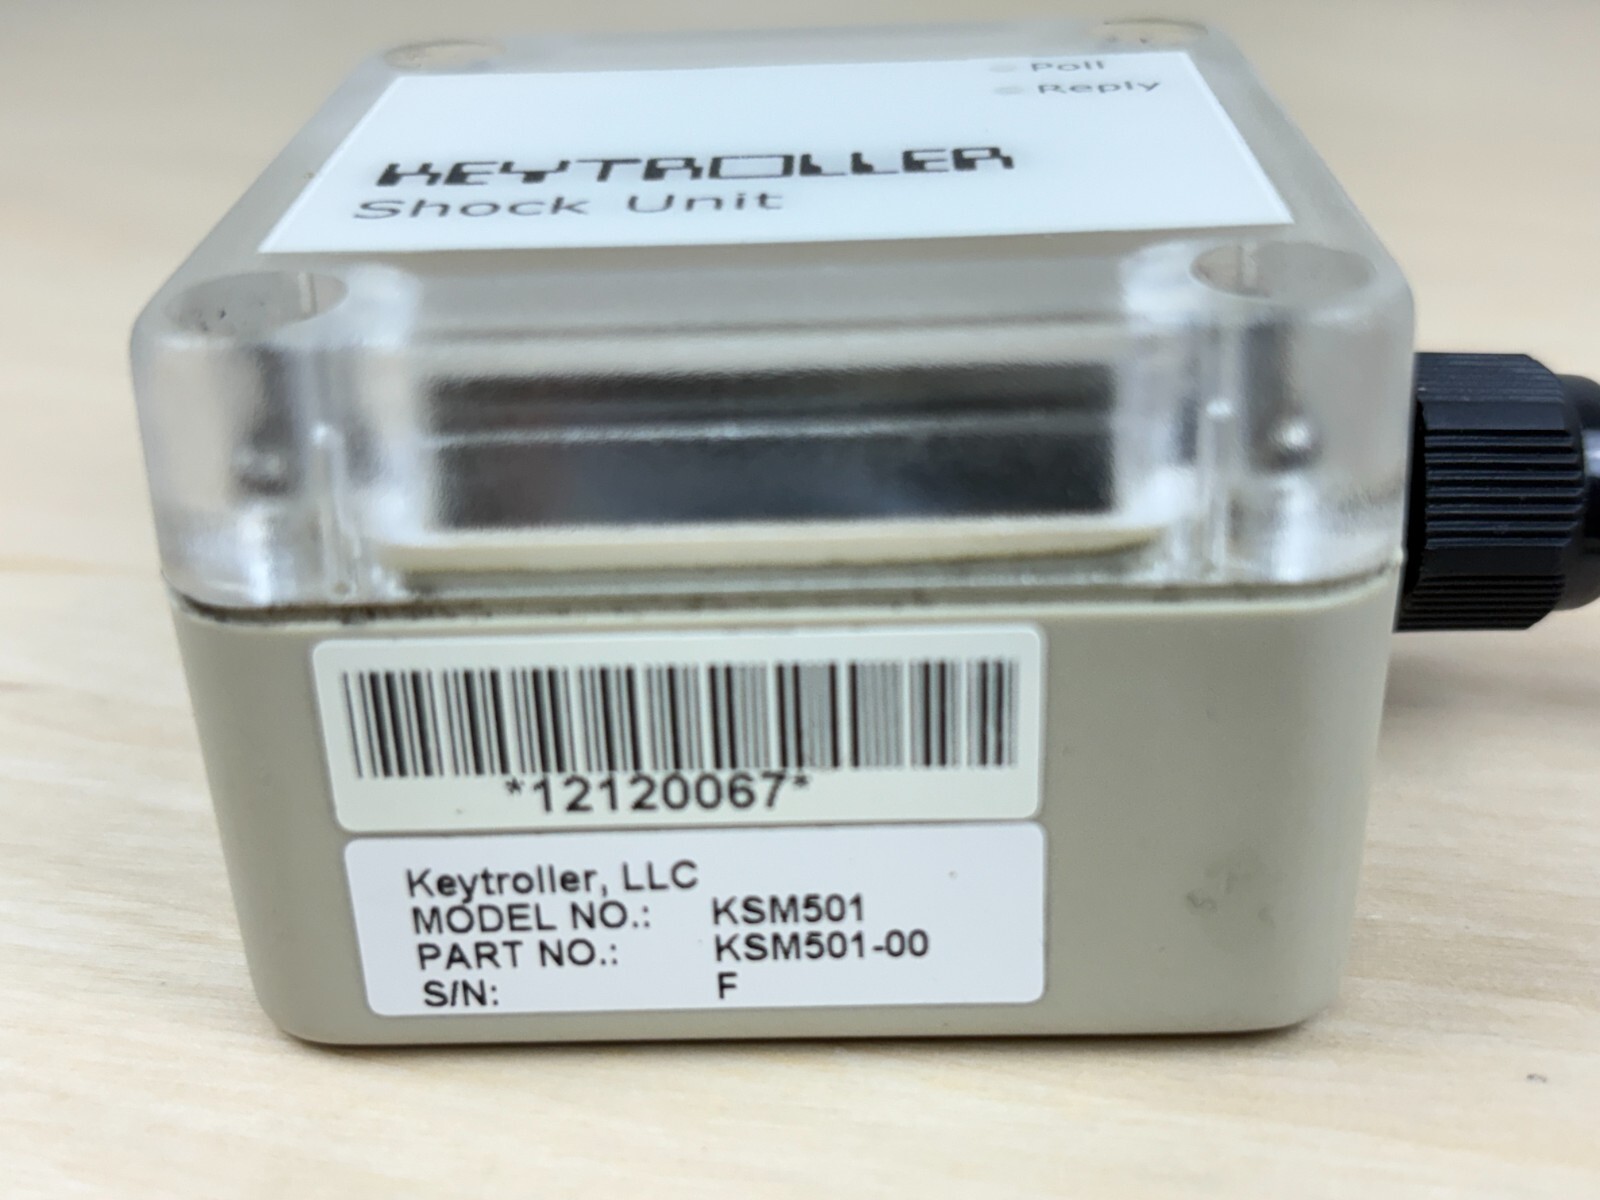 Poll
Reply
KEYTROLLER
Shock Unit
*12120067*
Keytroller, LLC
MODEL NO.: KSM501
PART NO.: KSM501-00
S/N: F